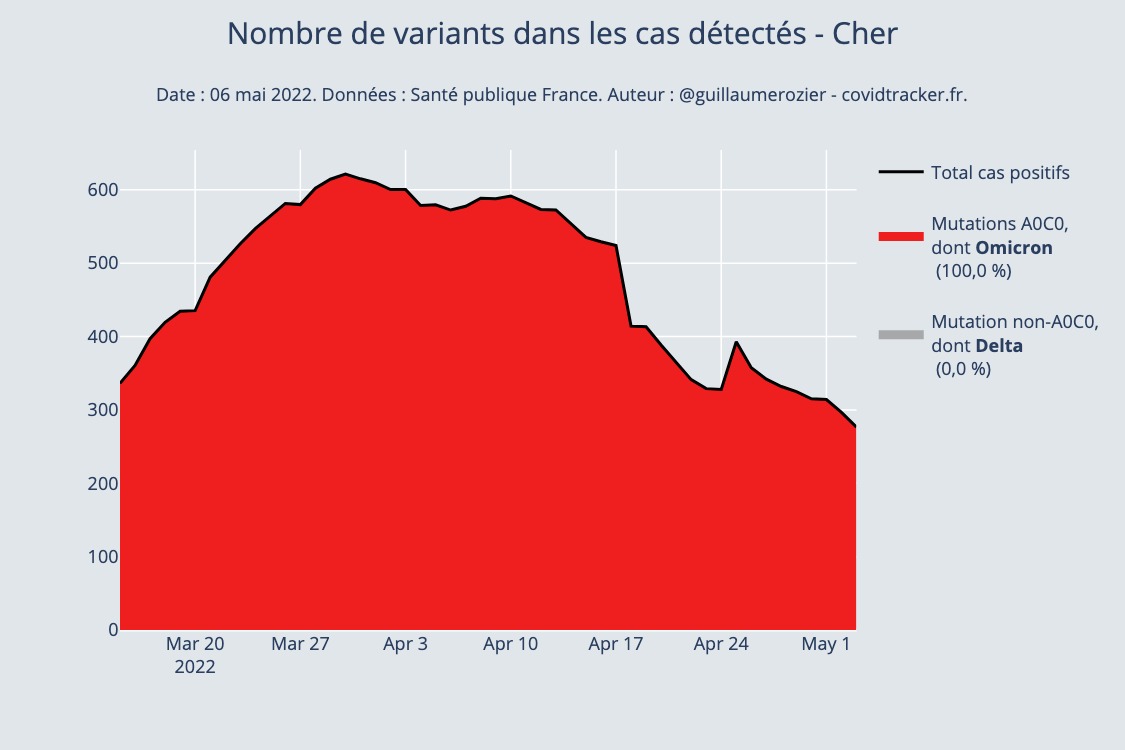 Nombre de variants dans les cas détectés - Cher
Date : 06 mai 2022. Données : Santé publique France. Auteur : @guillaumerozier - covidtracker.fr.
600
500
400
300
200
100
0
Mar 20
2022
Mar 27
Apr 3
Apr 10
Apr 17
Apr 24
May 1
Total cas positifs
Mutations A0C0,
dont Omicron
(100,0 %)
Mutation non-A0C0,
dont Delta
(0,0 %)